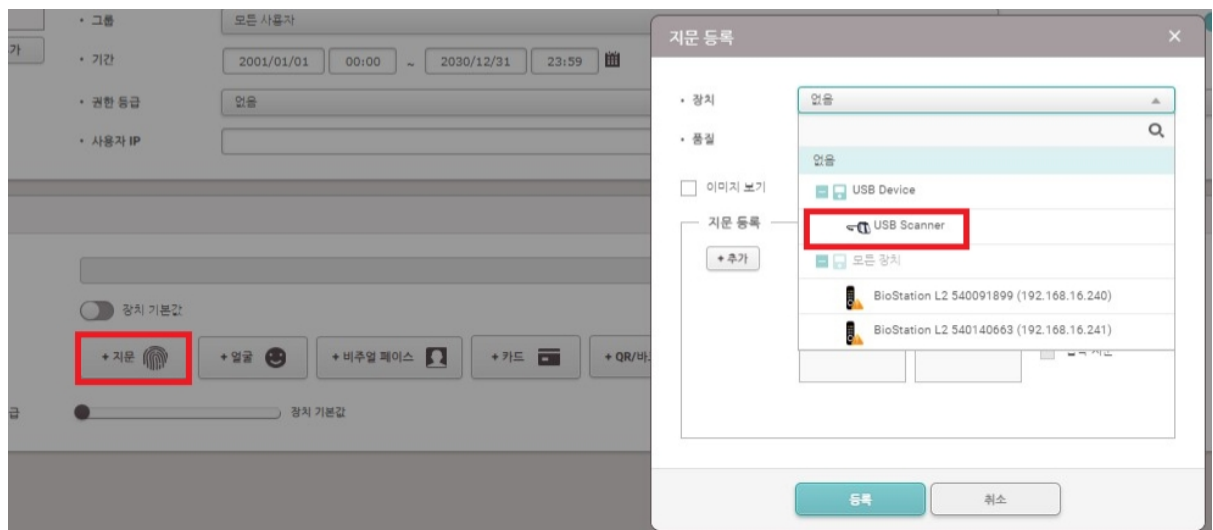 그룹
모든 사용자
가
기간
2001/01/01 00:00 ~ 2030/12/31 23:59
권한 등급
없음
사용자 IP
장치 기본값
+ 지문
+ 얼굴
+ 비주얼 페이스
+ 카드
+ QR/바
급
장치 기본값
지문 등록
장치
없음
품질
없음
이미지 보기
USB Device
지문 등록
USB Scanner
+ 추가
모든 장치
BioStation L2 540091899 (192.168.16.240)
BioStation L2 540140663 (192.168.16.241)
등록
취소